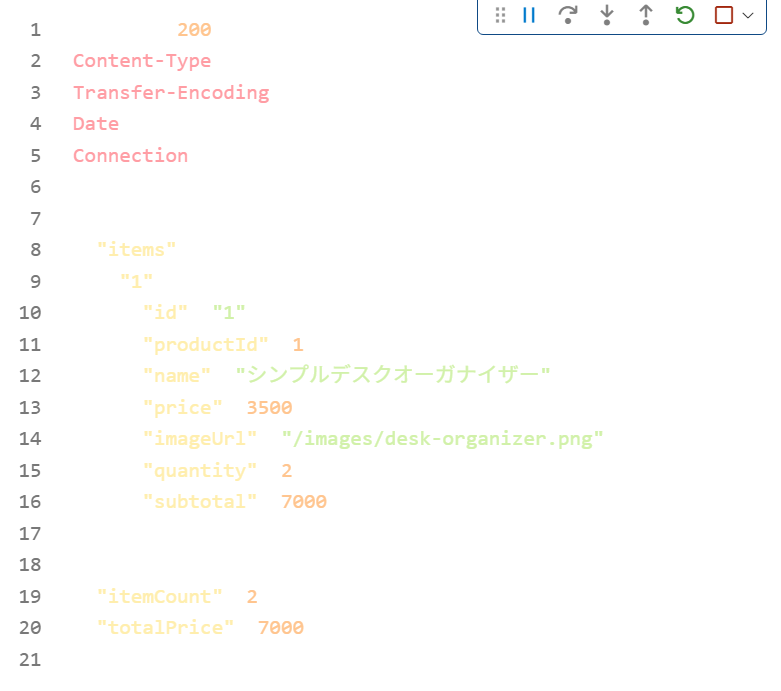 1 200
2 Content-Type
3 Transfer-Encoding
4 Date
5 Connection
6
7
8 "items"
9 "1"
10 "id" "1"
11 "productId" 1
12 "name" "シンプルデスクオーガナイザー"
13 "price" 3500
14 "imageUrl" "/images/desk-organizer.png"
15 "quantity" 2
16 "subtotal" 7000
17
18
19 "itemCount" 2
20 "totalPrice" 7000
21